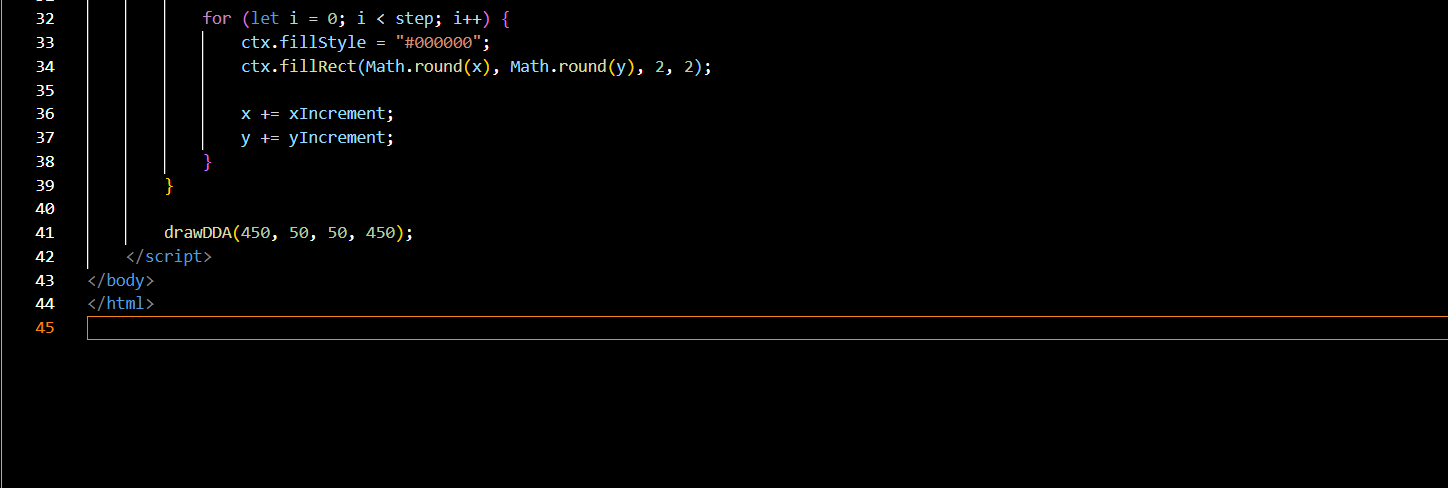 32 for (let i = 0; i < step; i++) {
33 ctx.fillStyle = "#000000";
34 ctx.fillRect(Math.round(x), Math.round(y), 2, 2);
35
36 x += xIncrement;
37 y += yIncrement;
38 }
39 }
40
41 drawDDA(450, 50, 50, 450);
42 </script>
43 </body>
44 </html>
45